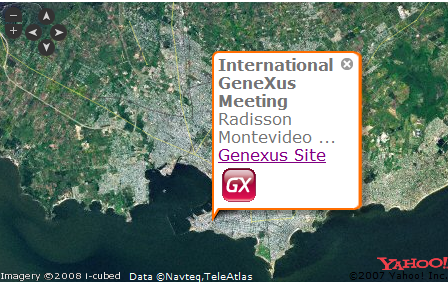 International
GeneXus
Meeting
Radisson
Montevideo ...
Genexus Site
GX
YAHOO!
Imagery ©2008 i-cubed Data ©Navteq,TeleAtlas ©2007 Yahoo! Inc.